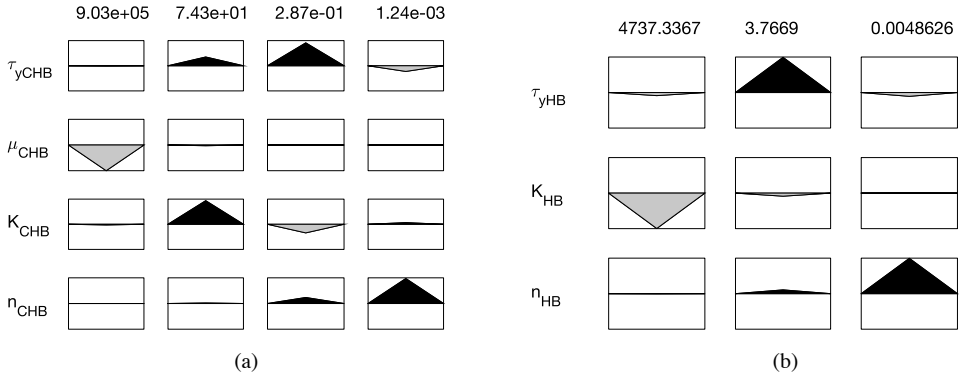 9.03e+05 7.43e+01 2.87e-01 1.24e-03
τyCHB
μCHB
KCHB
nCHB
(a)
4737.3367 3.7669 0.0048626
τyHB
KHB
nHB
(b)